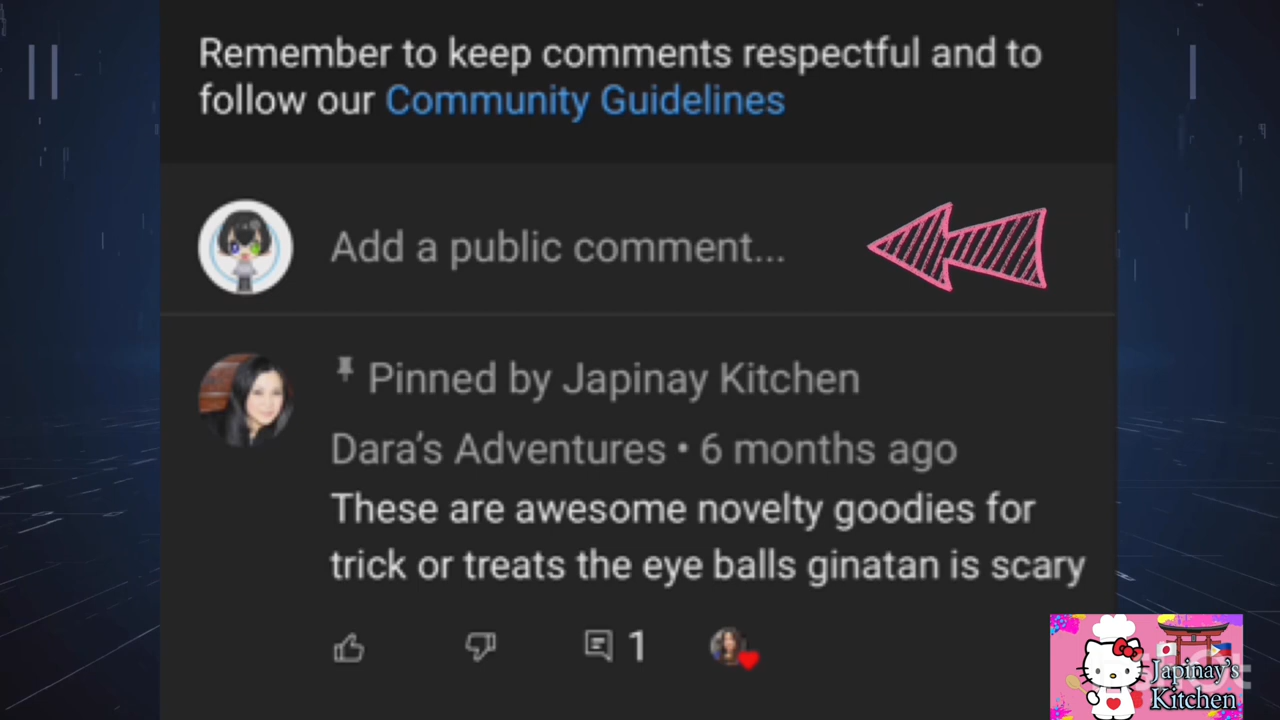 Remember to keep comments respectful and to
follow our Community Guidelines
Add a public comment...
Pinned by Japinay Kitchen
Dara's Adventures • 6 months ago
These are awesome novelty goodies for
trick or treats the eye balls ginatan is scary
1
Japinay's
Kitchen